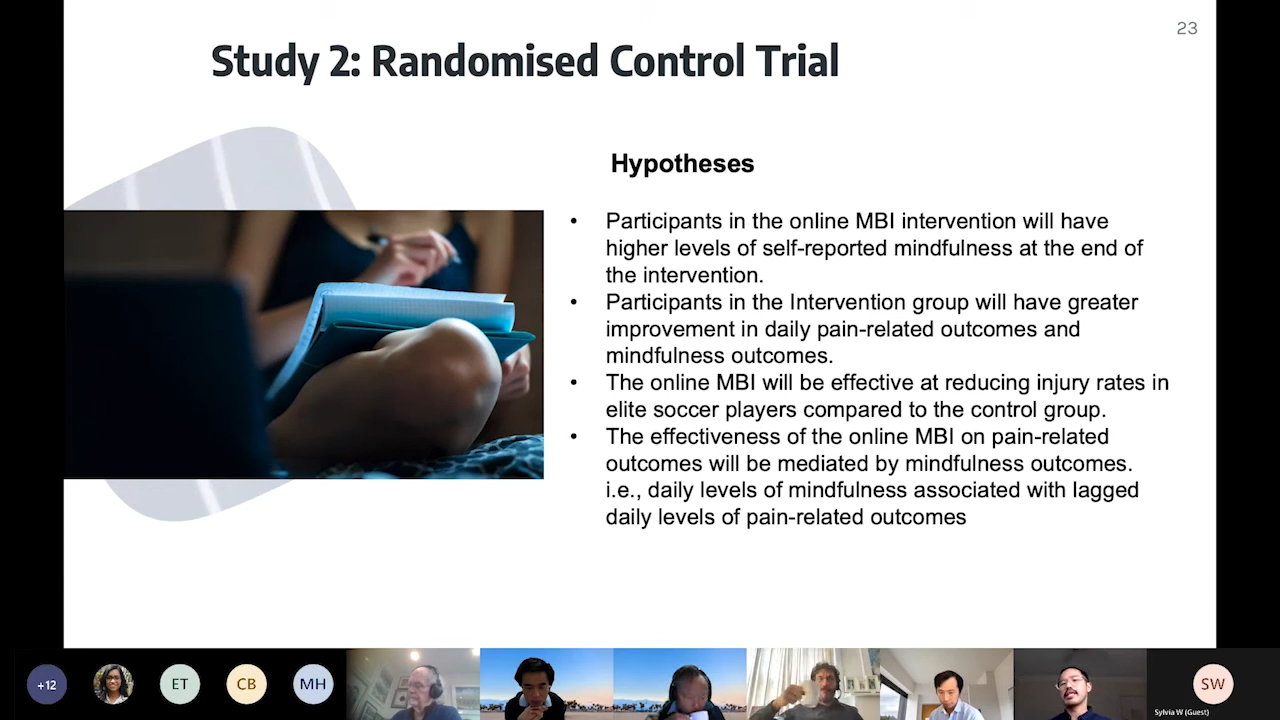 23
Study 2: Randomised Control Trial
Hypotheses
• Participants in the online MBI intervention will have
higher levels of self-reported mindfulness at the end of
the intervention.
• Participants in the Intervention group will have greater
improvement in daily pain-related outcomes and
mindfulness outcomes.
• The online MBI will be effective at reducing injury rates in
elite soccer players compared to the control group.
• The effectiveness of the online MBI on pain-related
outcomes will be mediated by mindfulness outcomes.
i.e., daily levels of mindfulness associated with lagged
daily levels of pain-related outcomes
+12
ET
CB
MH
SW
Sylvia W (Guest)